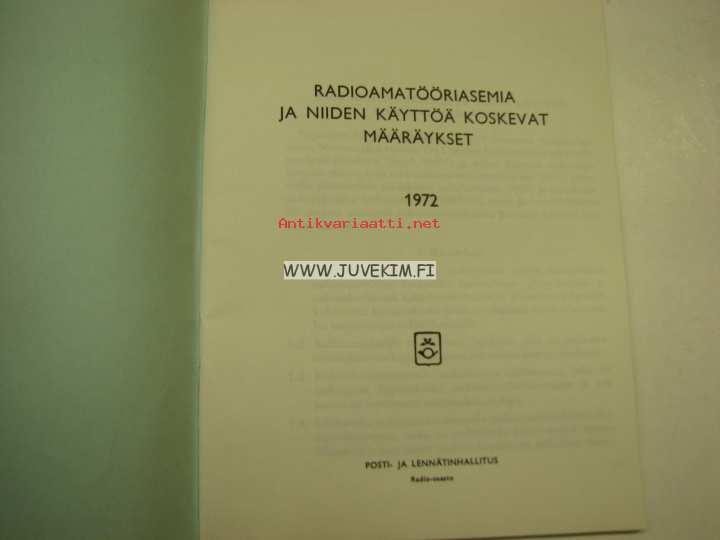 RADIOAMATÖÖRIASEMIA
JA NIIDEN KÄYTTÖÄ KOSKEVAT
MÄÄRÄYKSET
1972
Antikvariaatti.net
WWW.JUVEKIM.FI
POSTI- JA LENNÄTINHALLITUS
Radio-osasto